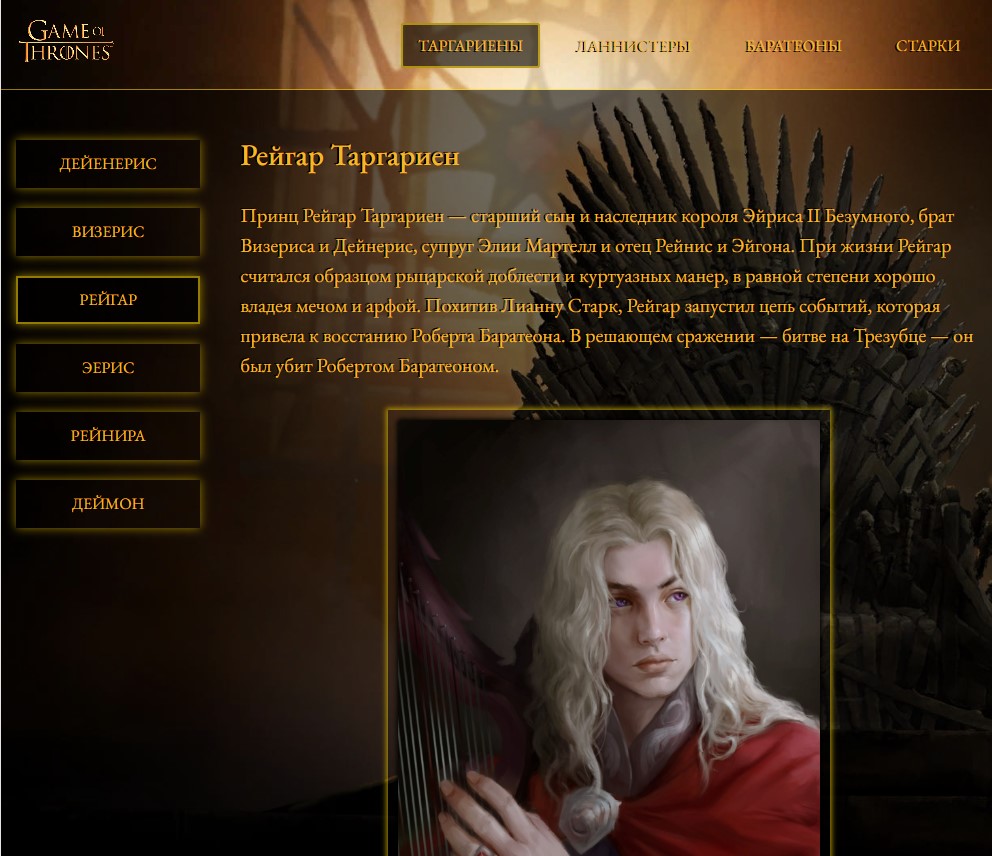 GAME OF
THRONES
ТАРГАРИЕНЫ
ЛАННИСТЕРЫ
БАРАТЕОНЫ
СТАРКИ
ДЕЙЕНЕРИС
ВИЗЕРИС
РЕЙГАР
ЭЕРИС
РЕЙНИРА
ДЕЙМОН
Рейгар Таргариен
Принц Рейгар Таргариен — старший сын и наследник короля Эйриса II Безумного, брат
Визериса и Дейнерис, супруг Элии Мартелл и отец Рейнис и Эйгона. При жизни Рейгар
считался образцом рыцарской доблести и куртуазных манер, в равной степени хорошо
владея мечом и арфой. Похитив Лианну Старк, Рейгар запустил цепь событий, которая
привела к восстанию Роберта Баратеона. В решающем сражении — битве на Трезубце — он
был убит Робертом Баратеоном.